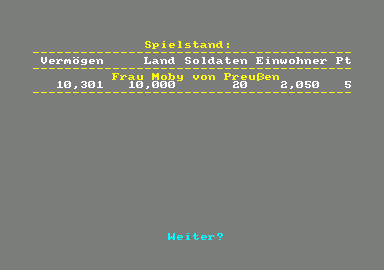 Spielstand:
Vermögen Land Soldaten Einwohner Pt
Frau Moby von Preußen
10,301 10,000 20 2,050 5
Weiter?